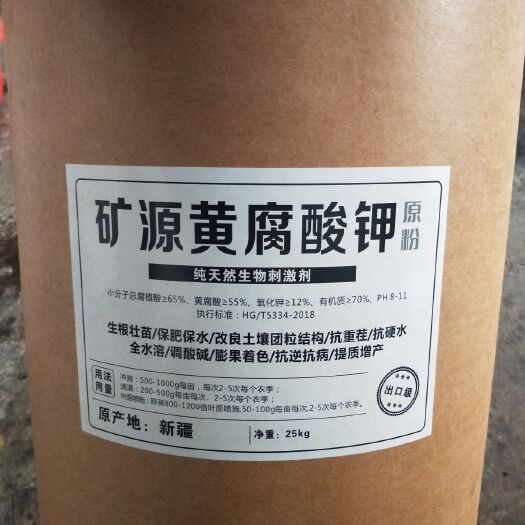 矿源黄腐酸钾 原粉
纯天然生物刺激剂
小分子总腐植酸≥65%、黄腐酸≥55%、氧化钾≥12%、有机质≥70%、PH 8-11
执行标准：HG/T5334-2018
生根壮苗/保肥保水/改良土壤团粒结构/抗重茬/抗硬水
全水溶/调酸碱/膨果着色/抗逆抗病/提质增产
用法用量
冲施：500-1000g每亩，每次2-5次每个农季；
滴灌：200-500g每亩每次，2-5次每个农季；
叶面喷施：稀释800-1200倍叶面喷施,50-100g每亩每次,2-5次每个农季。
出口级
原产地：新疆
净重：25kg